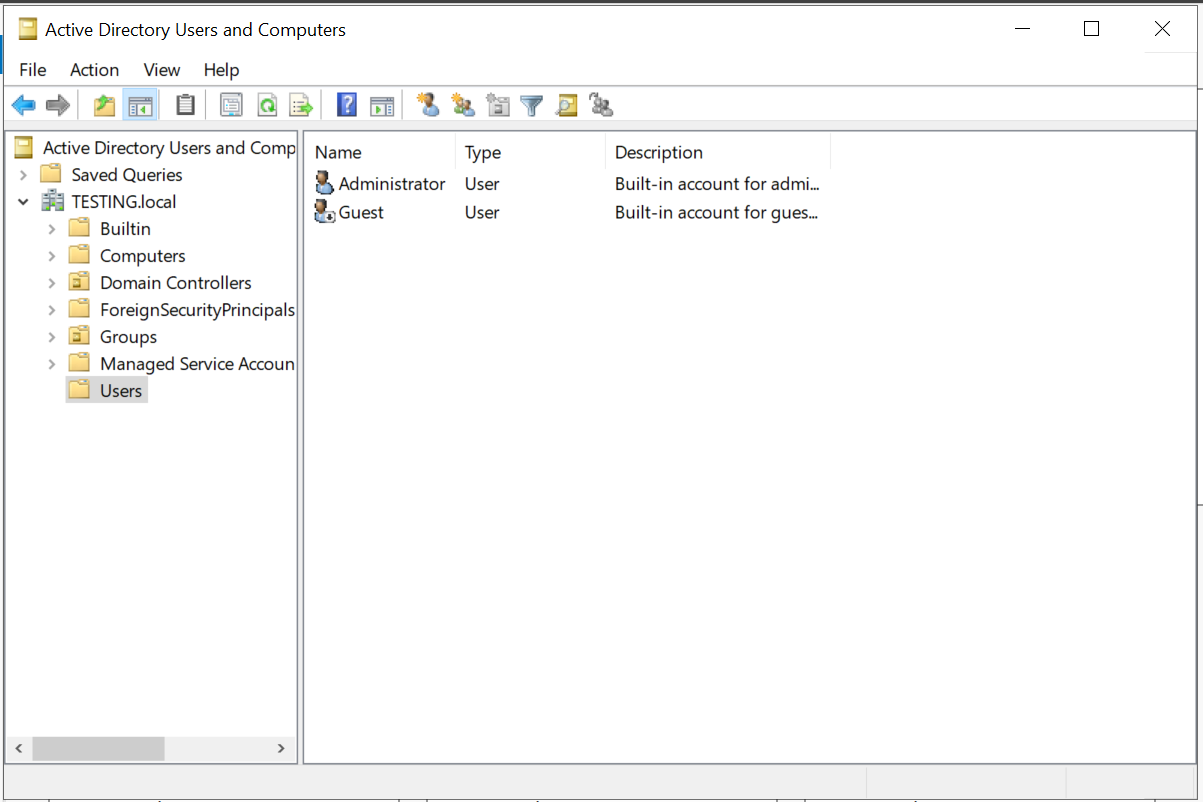 Active Directory Users and Computers
File Action View Help
?
Active Directory Users and Comp
Saved Queries
TESTING.local
Builtin
Computers
Domain Controllers
ForeignSecurityPrincipals
Groups
Managed Service Accoun
Users
Name Type Description
Administrator User Built-in account for admi...
Guest User Built-in account for gues...